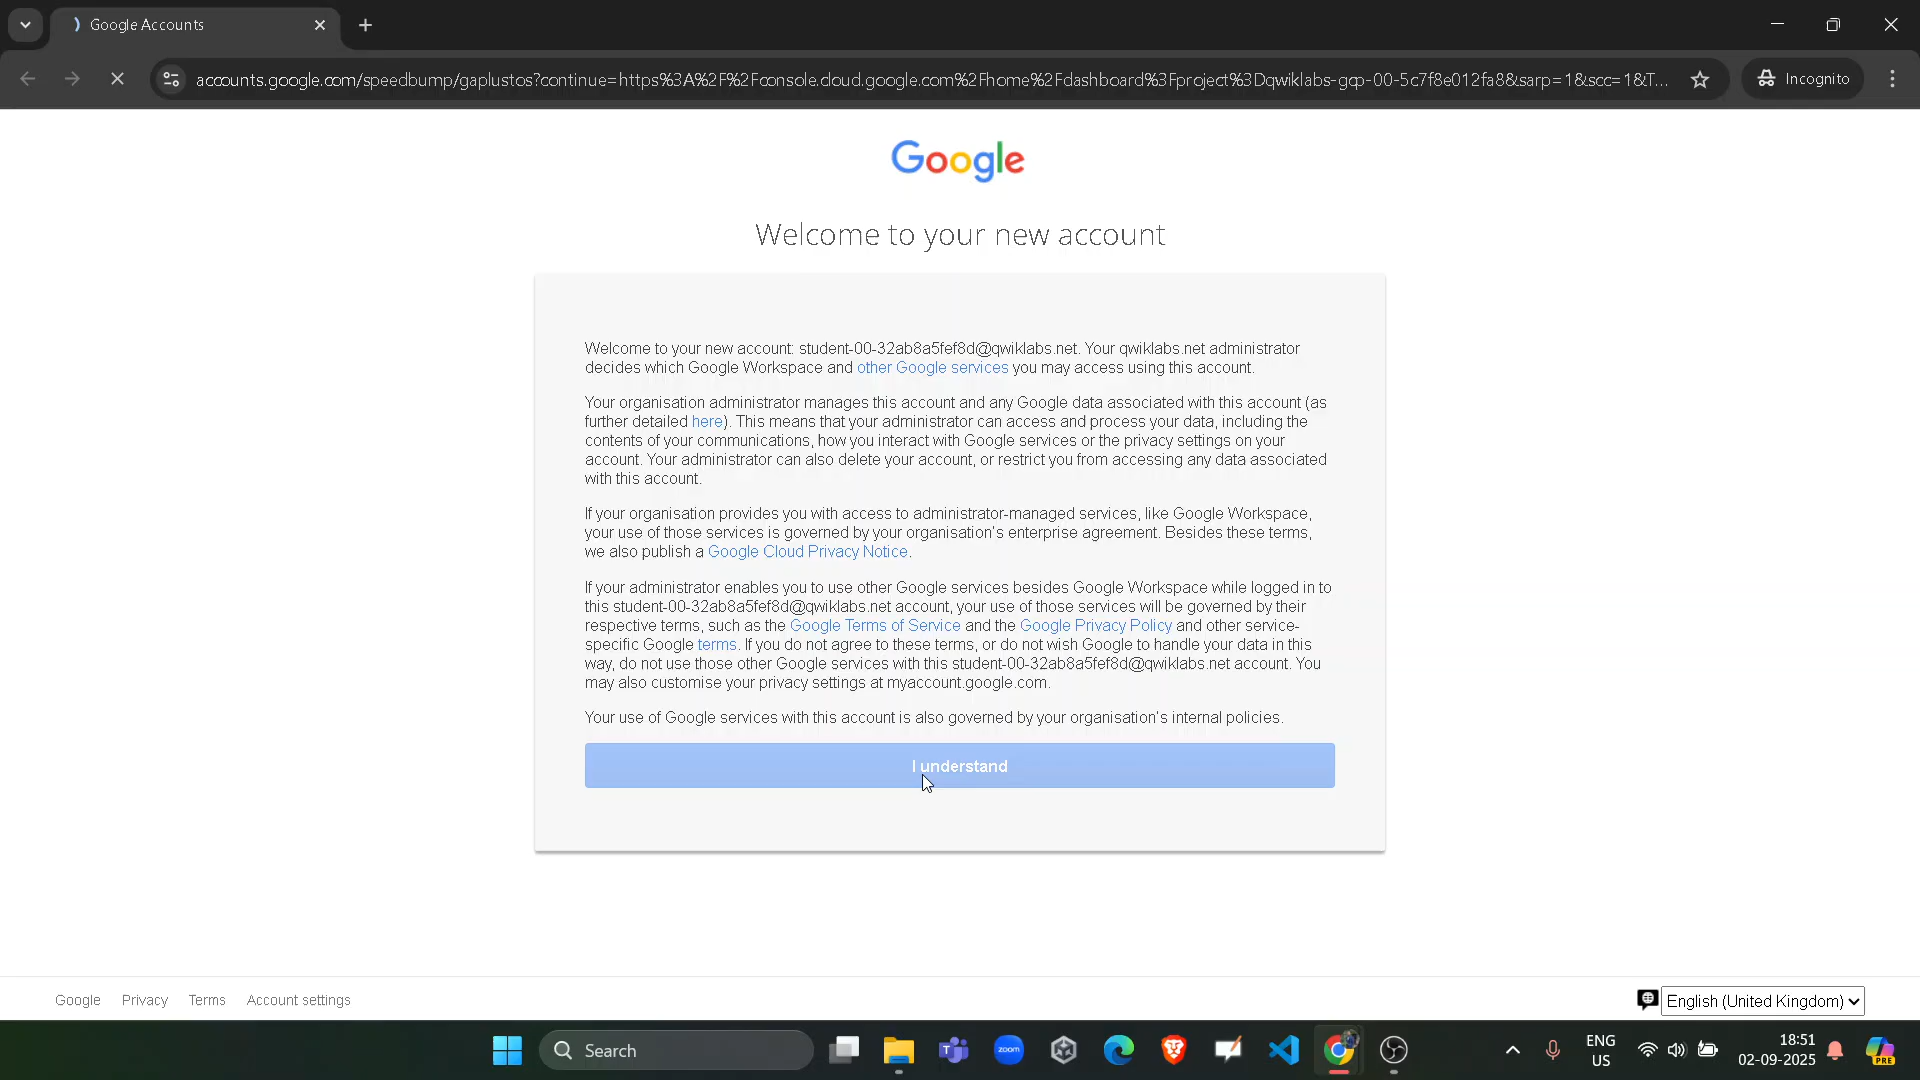 Google Accounts
accounts.google.com/speedbump/gaplustos?continue=https%3A%2F%2Fconsole.cloud.google.com%2Fhome%2Fdashboard%3Fproject%3Dqwiklabs-gcp-00-5c7f8e012fa8&sarp=1&scc=1&T...
Incognito
Google
Welcome to your new account
Welcome to your new account: student-00-32ab8a5fef8d@qwiklabs.net. Your qwiklabs.net administrator
decides which Google Workspace and other Google services you may access using this account.
Your organisation administrator manages this account and any Google data associated with this account (as
further detailed here). This means that your administrator can access and process your data, including the
contents of your communications, how you interact with Google services or the privacy settings on your
account. Your administrator can also delete your account, or restrict you from accessing any data associated
with this account.
If your organisation provides you with access to administrator-managed services, like Google Workspace,
your use of those services is governed by your organisation's enterprise agreement. Besides these terms,
we also publish a Google Cloud Privacy Notice.
If your administrator enables you to use other Google services besides Google Workspace while logged in to
this student-00-32ab8a5fef8d@qwiklabs.net account, your use of those services will be governed by their
respective terms, such as the Google Terms of Service and the Google Privacy Policy and other service-
specific Google terms. If you do not agree to these terms, or do not wish Google to handle your data in this
way, do not use those other Google services with this student-00-32ab8a5fef8d@qwiklabs.net account. You
may also customise your privacy settings at myaccount.google.com.
Your use of Google services with this account is also governed by your organisation's internal policies.
I understand
Google Privacy Terms Account settings
English (United Kingdom)
Search
T
zoom
ENG
US
18:51
02-09-2025
PRE